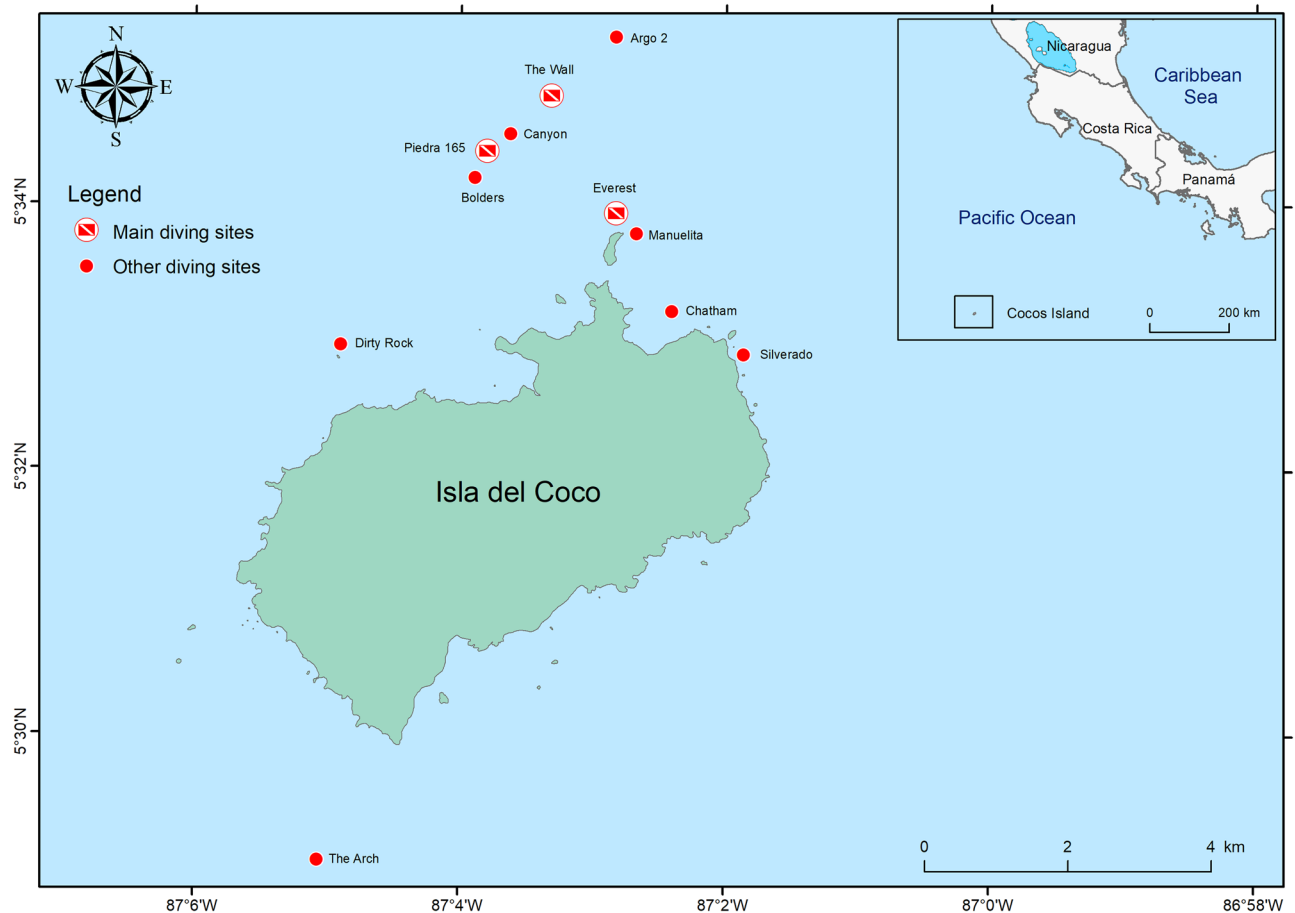 N
W
E
S
Legend
Main diving sites
Other diving sites
Argo 2
The Wall
Canyon
Piedra 165
Bolders
Everest
Manuelita
Chatham
Dirty Rock
Silverado
Isla del Coco
The Arch
Nicaragua
Caribbean
Sea
Costa Rica
Panamá
Pacific Ocean
Cocos Island
0 200 km
0 2 4 km
5°34'N
5°32'N
5°30'N
87°6'W 87°4'W 87°2'W 87°0'W 86°58'W